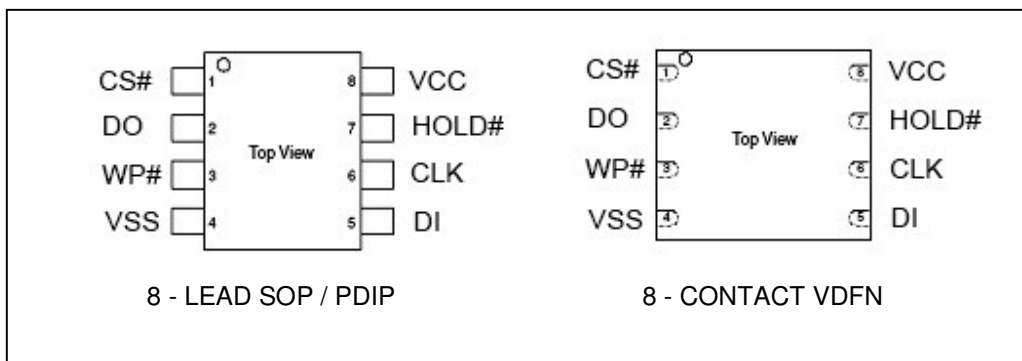 CS# 1 8 VCC
DO 2 7 HOLD#
Top View
WP# 3 6 CLK
VSS 4 5 DI
8 - LEAD SOP / PDIP
CS# 1 8 VCC
DO 2 7 HOLD#
Top View
WP# 3 6 CLK
VSS 4 5 DI
8 - CONTACT VDFN